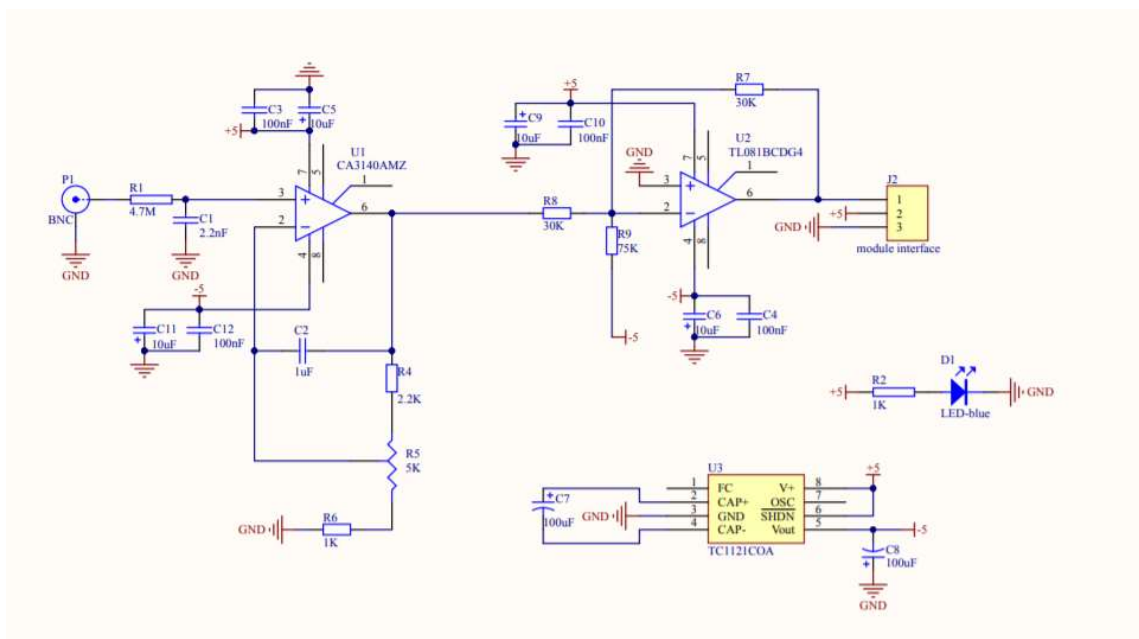 C3
100nF
C5
10uF
+5
U1
CA3140AMZ
7
5
1
P1
BNC
GND
R1
4.7M
C1
2.2nF
GND
3
2
6
4
8
-5
C11
10uF
C12
100nF
C2
1uF
R4
2.2K
R5
5K
GND
R6
1K
+5
C9
10uF
C10
100nF
R7
30K
U2
TL081BCDG4
GND
7
5
1
3
2
6
4
8
R8
30K
R9
75K
-5
-5
C6
10uF
C4
100nF
J2
1
2
3
+5
GND
module interface
+5
R2
1K
D1
LED-blue
GND
U3
1 FC V+ 8
2 CAP+ OSC 7
3 GND SHDN 6
4 CAP- Vout 5
TC1121COA
C7
100uF
GND
+5
-5
C8
100uF
GND